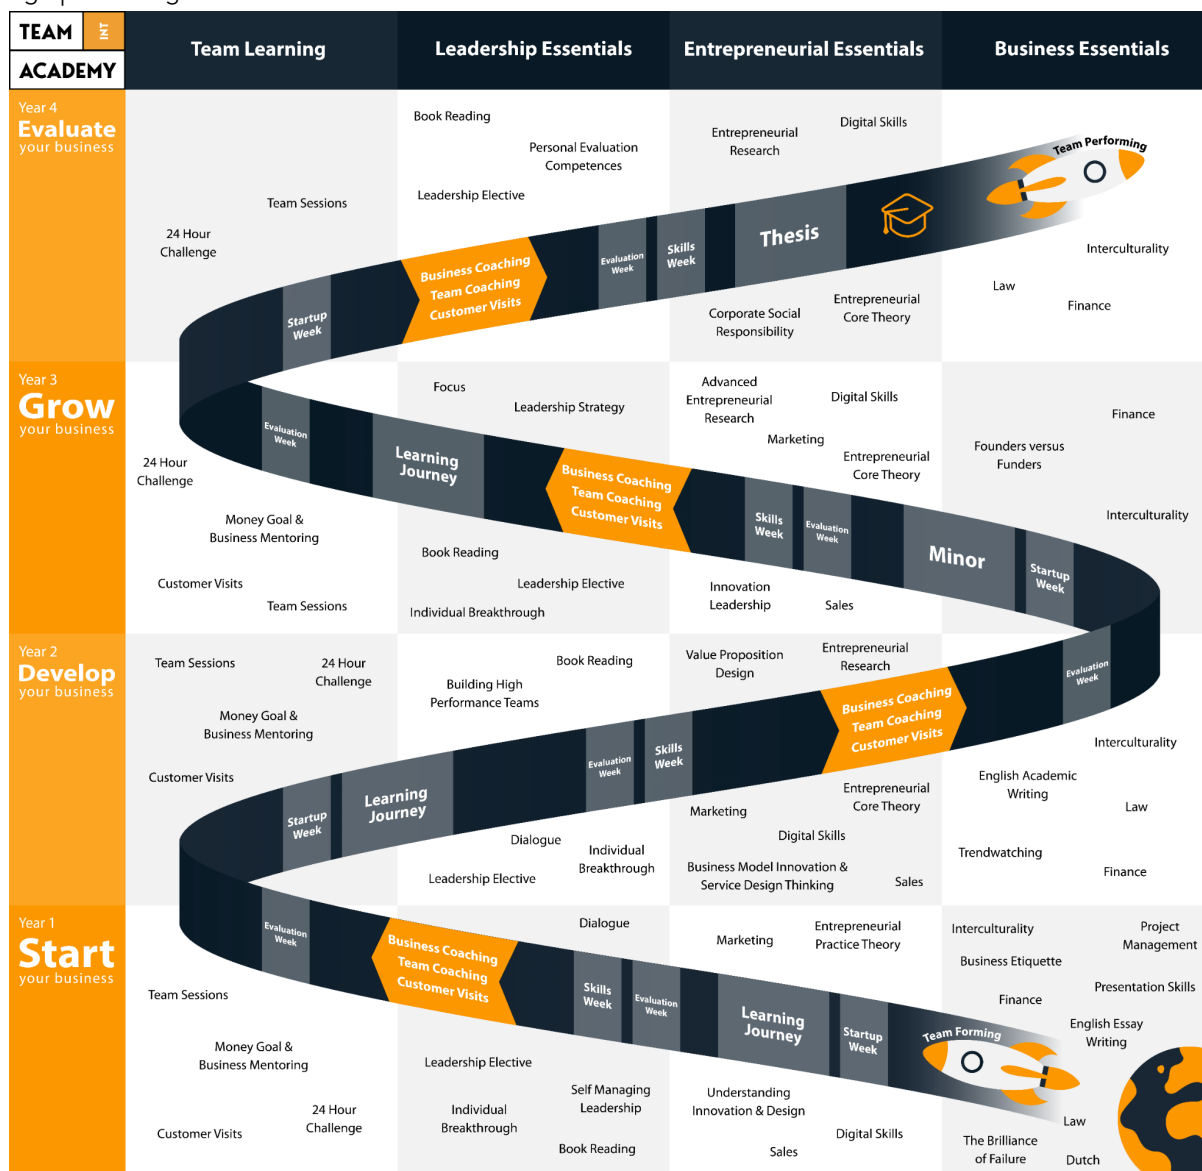 TEAM INT
ACADEMY
Team Learning
Leadership Essentials
Entrepreneurial Essentials
Business Essentials
Year 4
Evaluate
your business
24 Hour
Challenge
Team Sessions
Book Reading
Personal Evaluation
Competences
Leadership Elective
Entrepreneurial
Research
Digital Skills
Team Performing
Startup
Week
Business Coaching
Team Coaching
Customer Visits
Evaluation
Week
Skills
Week
Thesis
Corporate Social
Responsibility
Entrepreneurial
Core Theory
Interculturality
Law
Finance
Year 3
Grow
your business
24 Hour
Challenge
Money Goal &
Business Mentoring
Customer Visits
Team Sessions
Evaluation
Week
Learning
Journey
Business Coaching
Team Coaching
Customer Visits
Skills
Week
Evaluation
Week
Minor
Startup
Week
Focus
Leadership Strategy
Book Reading
Leadership Elective
Individual Breakthrough
Advanced
Entrepreneurial
Research
Digital Skills
Marketing
Entrepreneurial
Core Theory
Innovation
Leadership
Sales
Finance
Founders versus
Funders
Interculturality
Year 2
Develop
your business
Team Sessions
24 Hour
Challenge
Money Goal &
Business Mentoring
Customer Visits
Startup
Week
Learning
Journey
Evaluation
Week
Skills
Week
Business Coaching
Team Coaching
Customer Visits
Evaluation
Week
Book Reading
Building High
Performance Teams
Dialogue
Individual
Breakthrough
Leadership Elective
Value Proposition
Design
Entrepreneurial
Research
Marketing
Entrepreneurial
Core Theory
Digital Skills
Business Model Innovation &
Service Design Thinking
Sales
Interculturality
English Academic
Writing
Law
Trendwatching
Finance
Year 1
Start
your business
Team Sessions
Money Goal &
Business Mentoring
24 Hour
Challenge
Customer Visits
Evaluation
Week
Business Coaching
Team Coaching
Customer Visits
Skills
Week
Evaluation
Week
Learning
Journey
Startup
Week
Team Forming
Dialogue
Leadership Elective
Self Managing
Leadership
Individual
Breakthrough
Book Reading
Marketing
Entrepreneurial
Practice Theory
Understanding
Innovation & Design
Digital Skills
Sales
Interculturality
Project
Management
Business Etiquette
Presentation Skills
Finance
English Essay
Writing
Law
The Brilliance
of Failure
Dutch